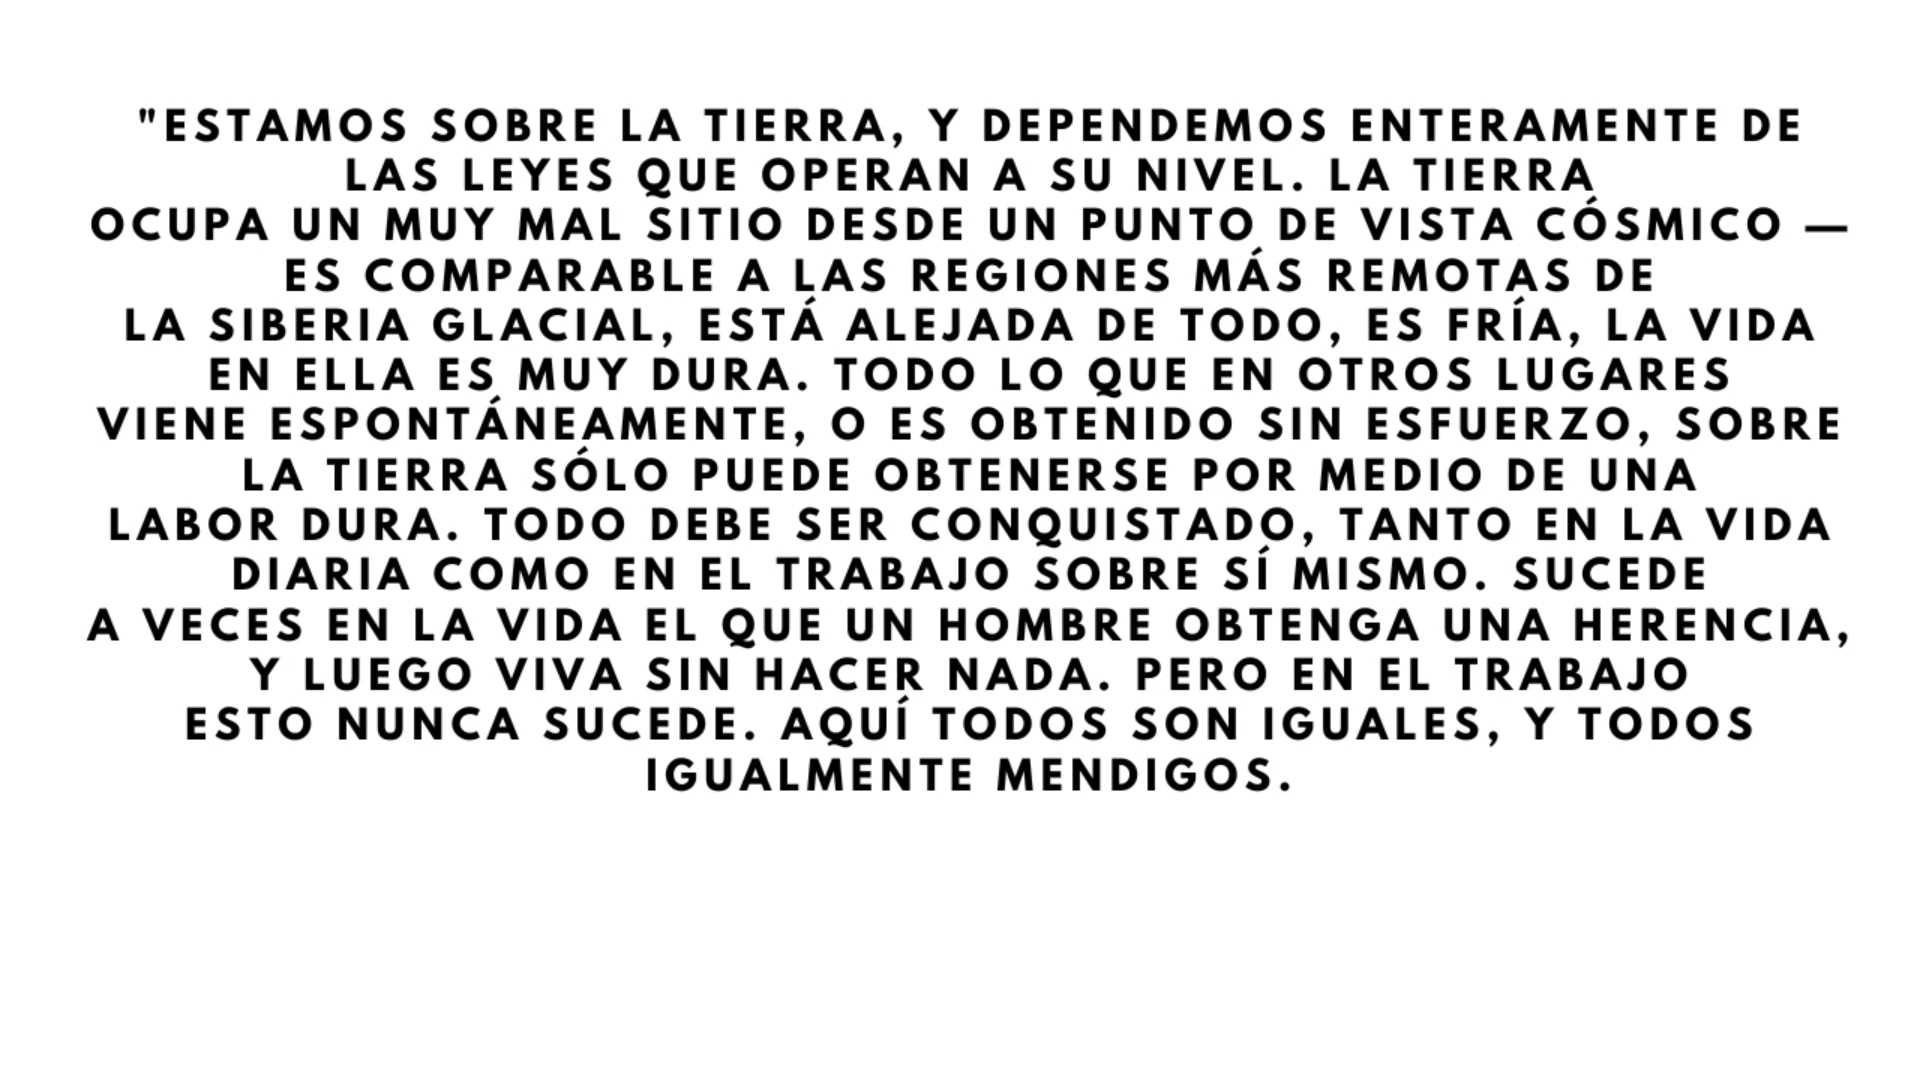 "ESTAMOS SOBRE LA TIERRA, Y DEPENDEMOS ENTERAMENTE DE
LAS LEYES QUE OPERAN A SU NIVEL. LA TIERRA
OCUPA UN MUY MAL SITIO DESDE UN PUNTO DE VISTA CÓSMICO —
ES COMPARABLE A LAS REGIONES MÁS REMOTAS DE
LA SIBERIA GLACIAL, ESTÁ ALEJADA DE TODO, ES FRÍA, LA VIDA
EN ELLA ES MUY DURA. TODO LO QUE EN OTROS LUGARES
VIENE ESPONTÁNEAMENTE, O ES OBTENIDO SIN ESFUERZO, SOBRE
LA TIERRA SÓLO PUEDE OBTENERSE POR MEDIO DE UNA
LABOR DURA. TODO DEBE SER CONQUISTADO, TANTO EN LA VIDA
DIARIA COMO EN EL TRABAJO SOBRE SÍ MISMO. SUCEDE
A VECES EN LA VIDA EL QUE UN HOMBRE OBTENGA UNA HERENCIA,
Y LUEGO VIVA SIN HACER NADA. PERO EN EL TRABAJO
ESTO NUNCA SUCEDE. AQUÍ TODOS SON IGUALES, Y TODOS
IGUALMENTE MENDIGOS.